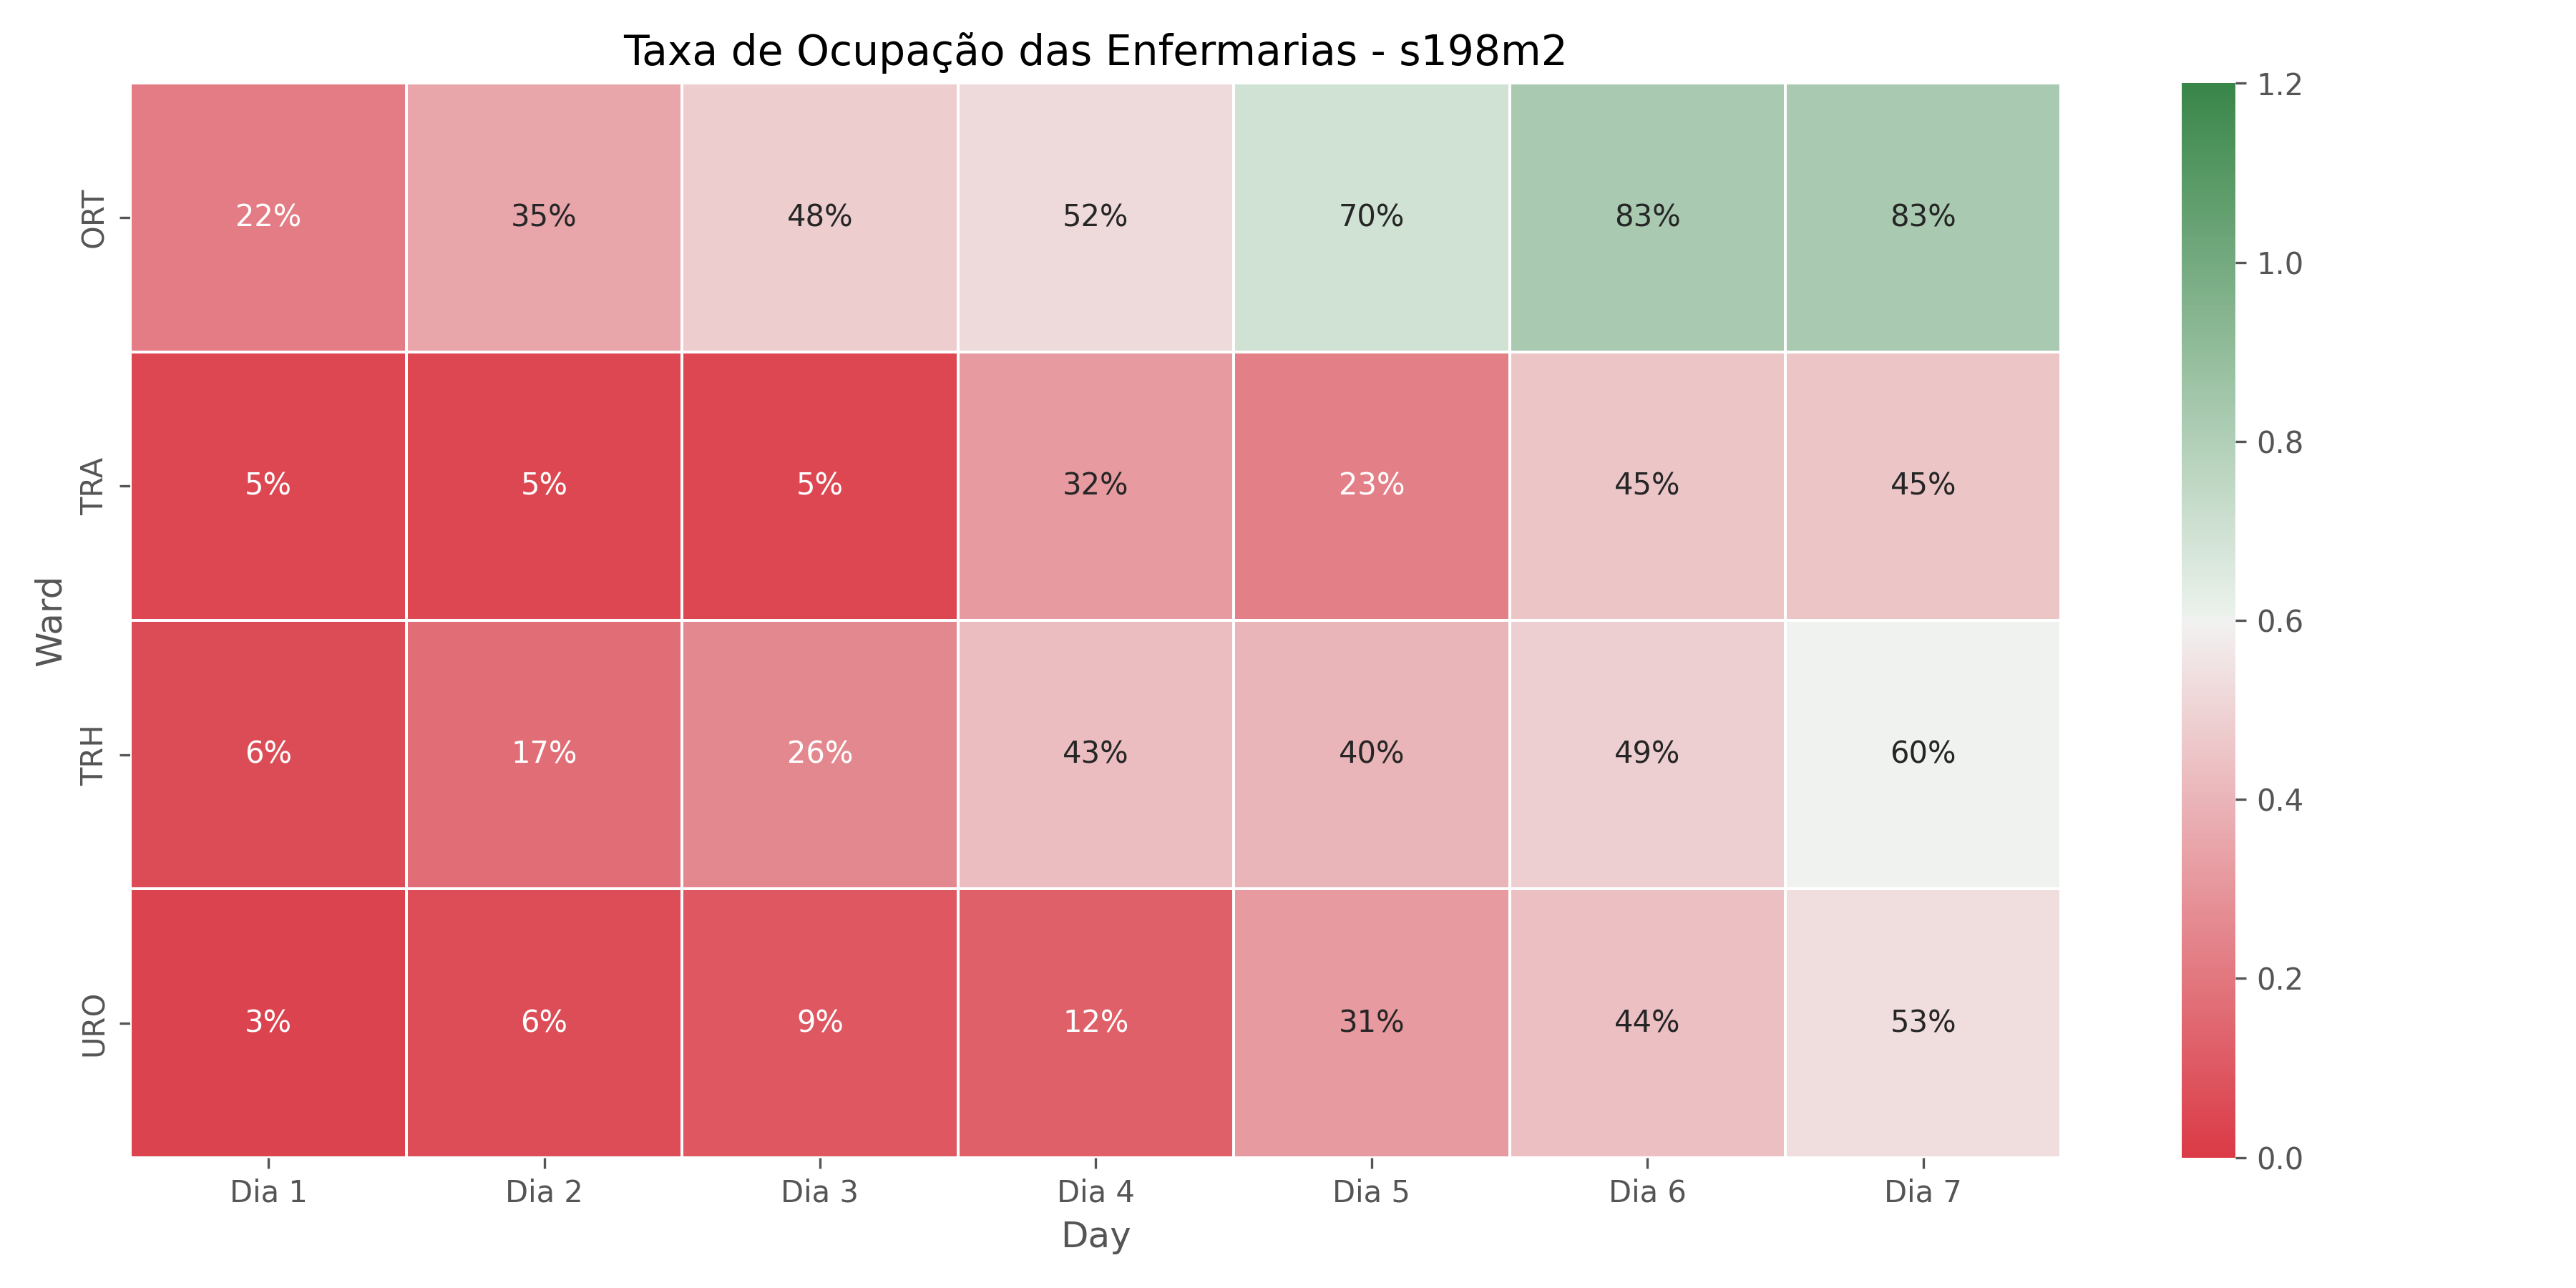 Taxa de Ocupação das Enfermarias - s198m2
Ward
ORT
22% 35% 48% 52% 70% 83% 83%
TRA
5% 5% 5% 32% 23% 45% 45%
TRH
6% 17% 26% 43% 40% 49% 60%
URO
3% 6% 9% 12% 31% 44% 53%
Dia 1 Dia 2 Dia 3 Dia 4 Dia 5 Dia 6 Dia 7
Day
1.2
1.0
0.8
0.6
0.4
0.2
0.0